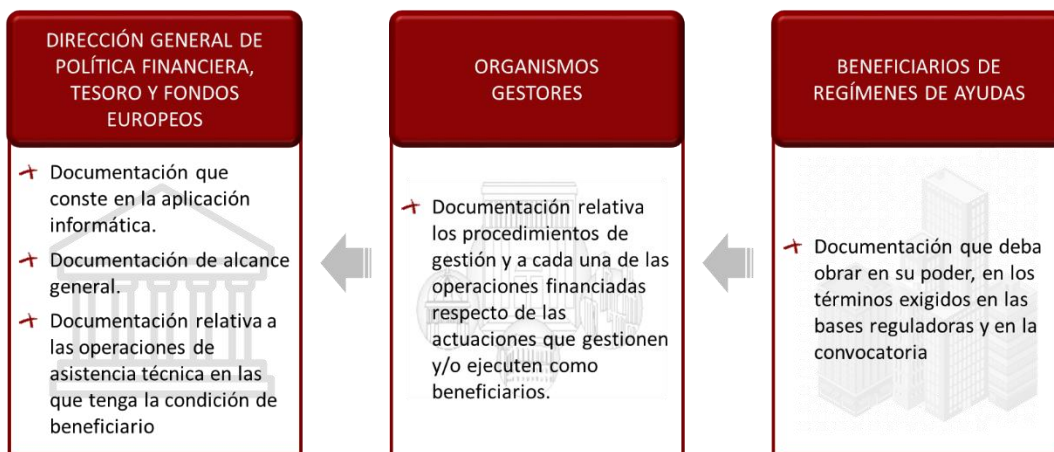 DIRECCIÓN GENERAL DE
POLÍTICA FINANCIERA,
TESORO Y FONDOS
EUROPEOS
Documentación que
conste en la aplicación
informática.
Documentación de alcance
general.
Documentación relativa a
las operaciones de
asistencia técnica en las
que tenga la condición de
beneficiario
ORGANISMOS
GESTORES
Documentación relativa
los procedimientos de
gestión y a cada una de las
operaciones financiadas
respecto de las
actuaciones que gestionen
y/o ejecuten como
beneficiarios.
BENEFICIARIOS DE
REGÍMENES DE AYUDAS
Documentación que deba
obrar en su poder, en los
términos exigidos en las
bases reguladoras y en la
convocatoria